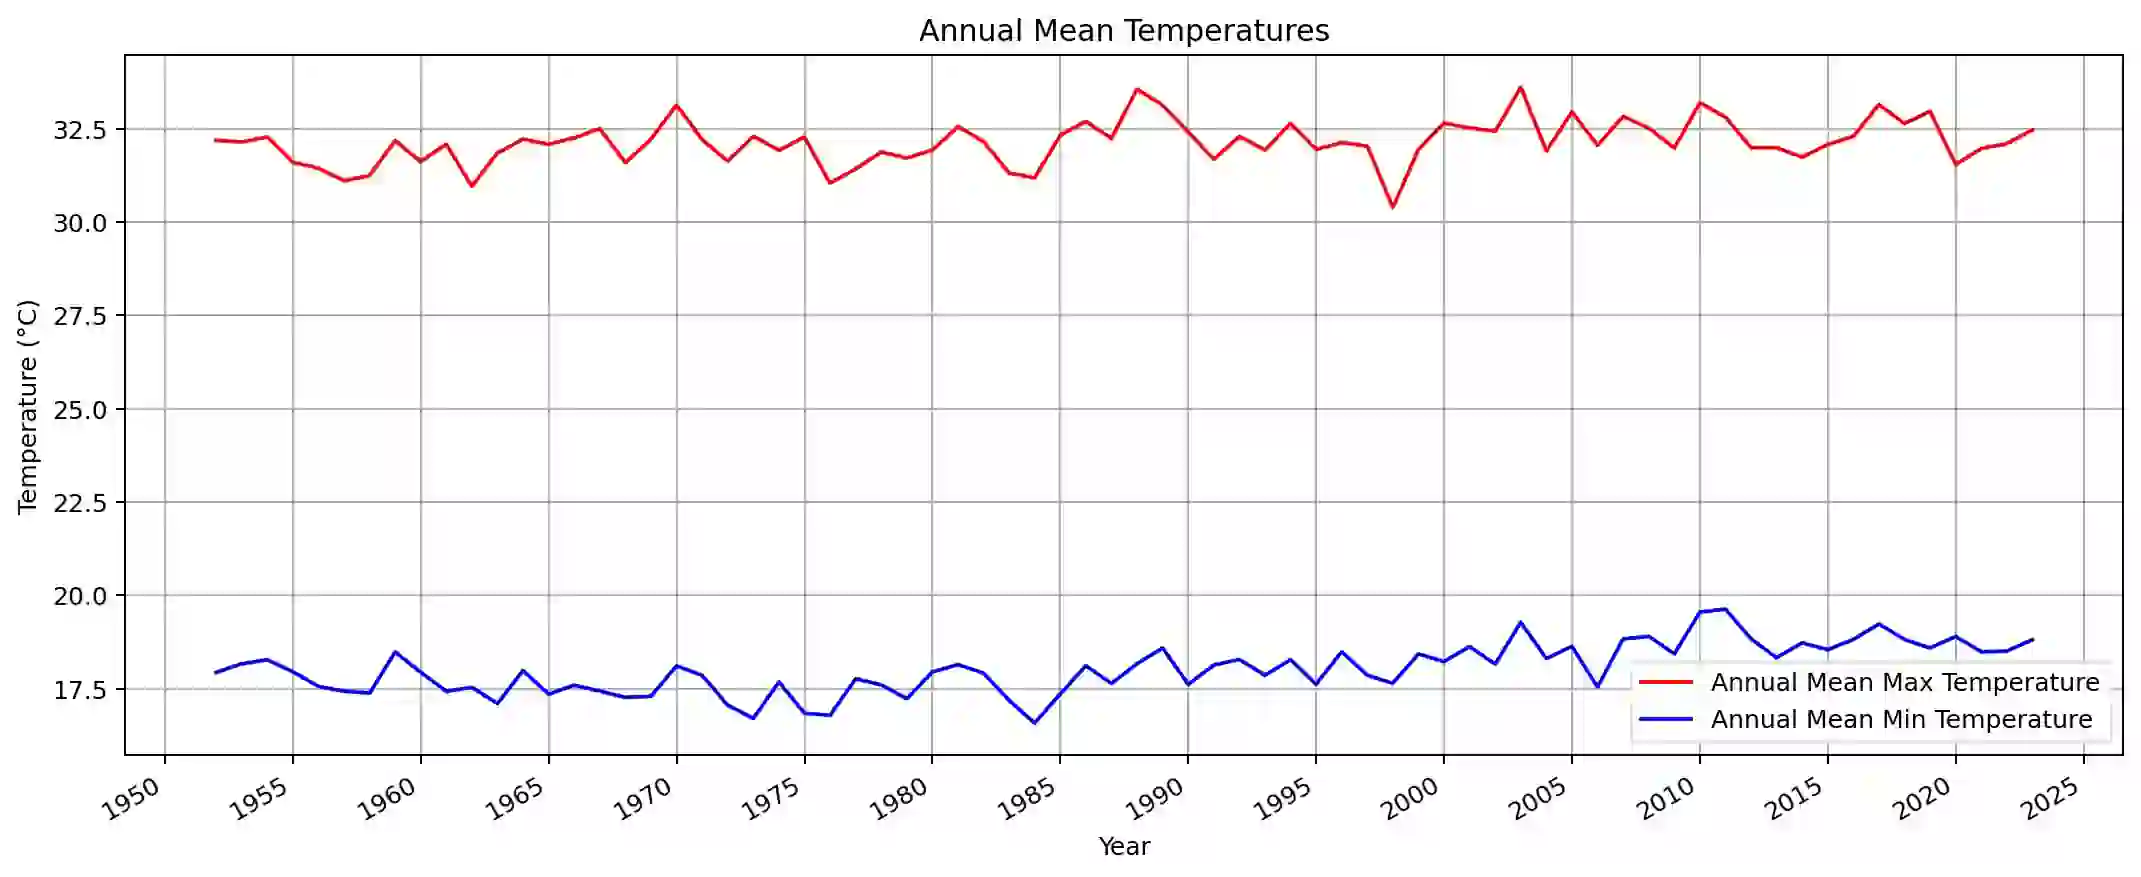 Annual Mean Temperatures
Temperature (°C)
32.5
30.0
27.5
25.0
22.5
20.0
17.5
Annual Mean Max Temperature
Annual Mean Min Temperature
1950 1955 1960 1965 1970 1975 1980 1985 1990 1995 2000 2005 2010 2015 2020 2025
Year